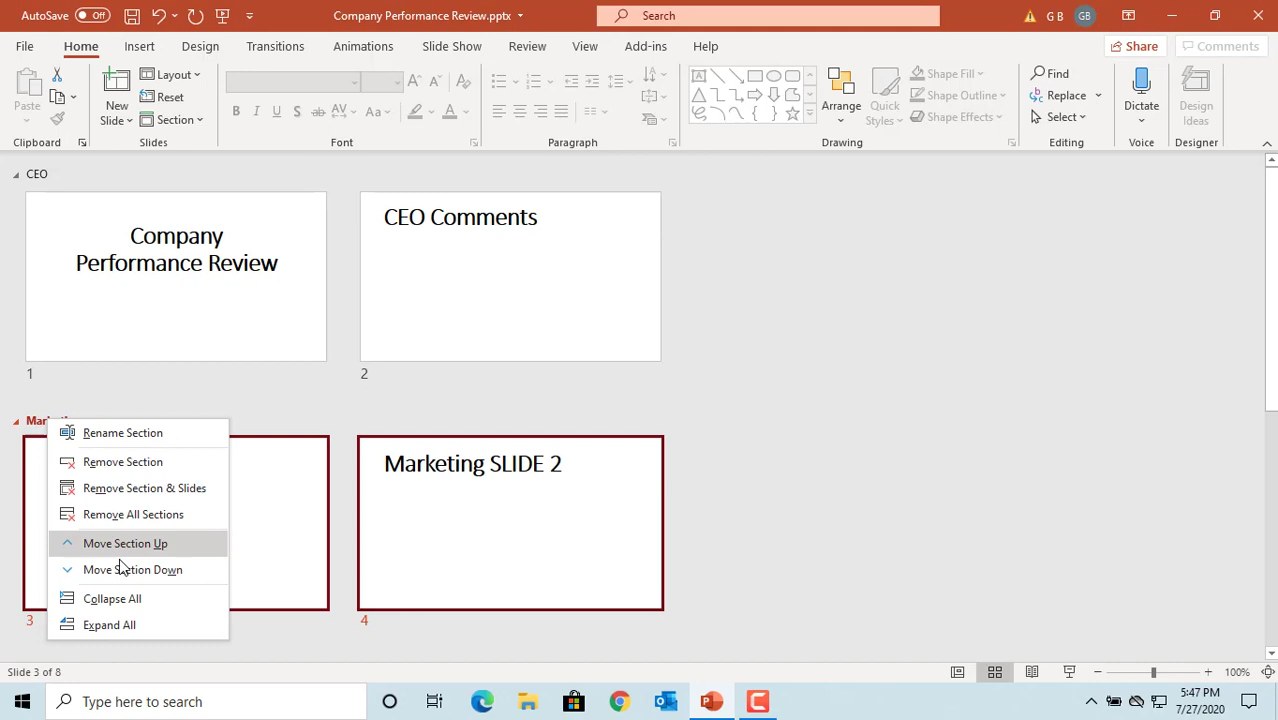 AutoSave Off Company Performance Review.pptx Search G B GB
File Home Insert Design Transitions Animations Slide Show Review View Add-ins Help Share Comments
Paste New Slide Layout Reset Section
B I U S ab AV Aa A
Arrange Quick Styles Shape Fill Shape Outline Shape Effects
Find Replace Select Dictate Design Ideas
Clipboard Slides Font Paragraph Drawing Editing Voice Designer
CEO
Company
Performance Review
1
CEO Comments
2
Rename Section
Remove Section
Remove Section & Slides
Remove All Sections
Move Section Up
Move Section Down
Collapse All
Expand All
3
Marketing SLIDE 2
4
Slide 3 of 8 100%
Type here to search
5:47 PM
7/27/2020